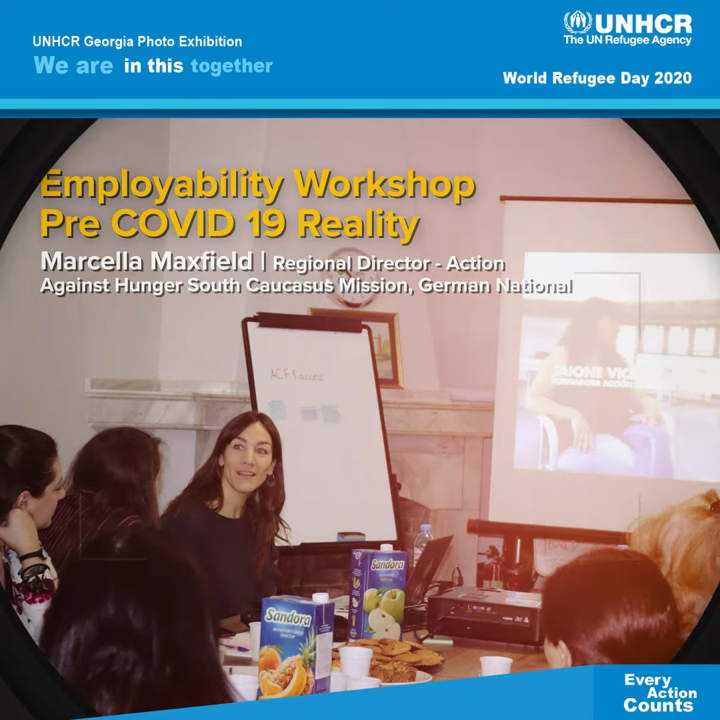 UNHCR Georgia Photo Exhibition
We are in this together
UNHCR
The UN Refugee Agency
World Refugee Day 2020
Employability Workshop
Pre COVID 19 Reality
Marcella Maxfield | Regional Director - Action
Against Hunger South Caucasus Mission, German National
JAIONE
Sandora
Sandora
Every
Action
Counts